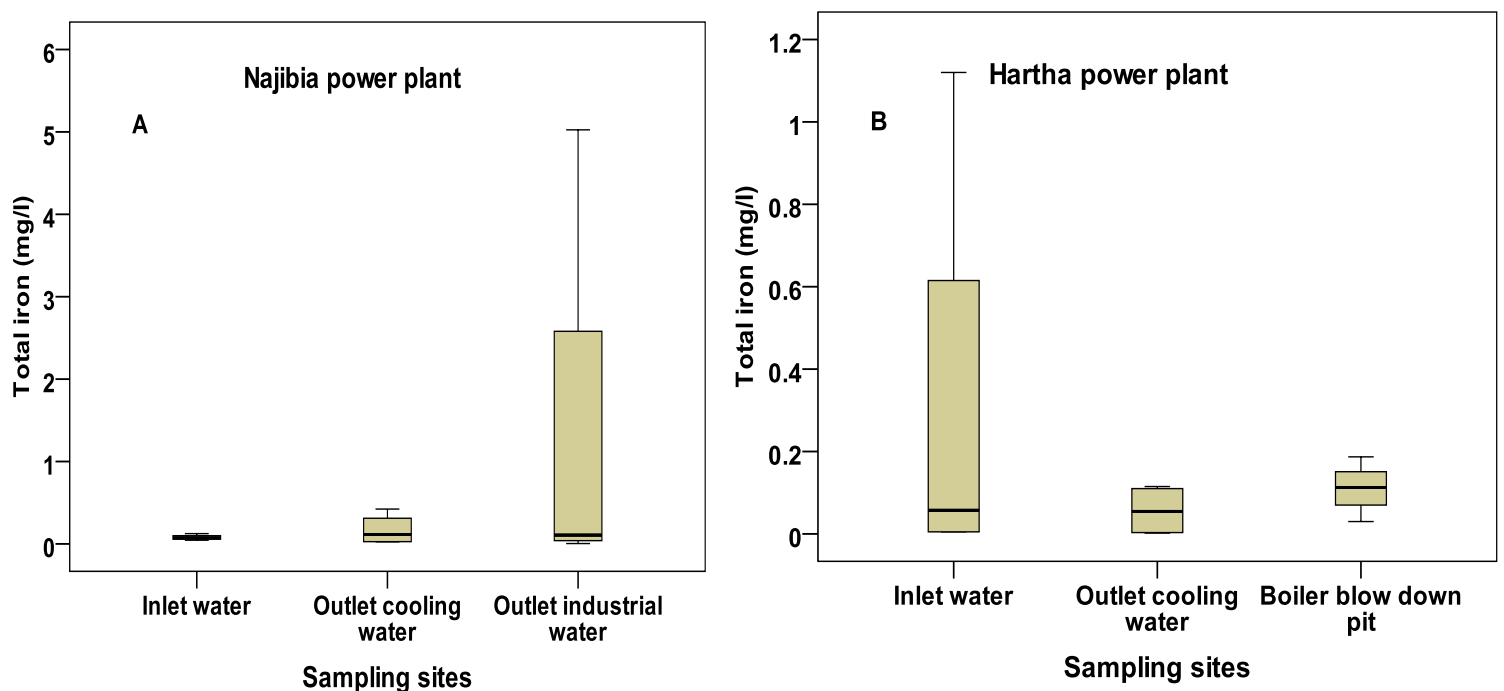 Najibia power plant
A
Total iron (mg/l)
6
5
4
3
2
1
0
Inlet water
Outlet cooling
water
Outlet industrial
water
Sampling sites
Hartha power plant
B
Total iron (mg/l)
1.2
1
0.8
0.6
0.4
0.2
0
Inlet water
Outlet cooling
water
Boiler blow down
pit
Sampling sites